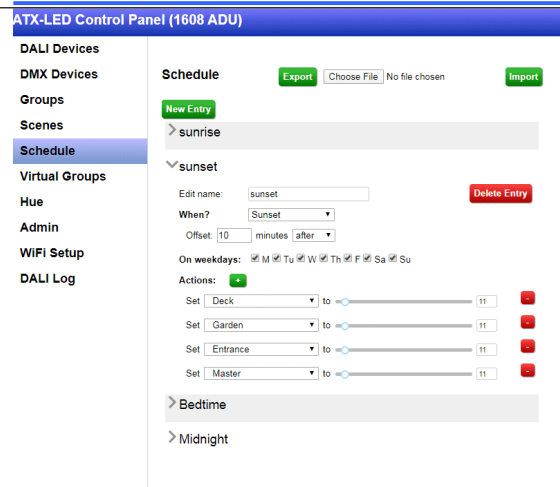 ATX-LED Control Panel (1608 ADU)
DALI Devices
DMX Devices
Groups
Scenes
Schedule
Virtual Groups
Hue
Admin
WiFi Setup
DALI Log
Schedule Export Choose File No file chosen Import
New Entry
sunrise
sunset
Edit name: sunset Delete Entry
When? Sunset
Offset: 10 minutes after
On weekdays: M Tu W Th F Sa Su
Actions: +
Set Deck to 11 -
Set Garden to 11 -
Set Entrance to 11 -
Set Master to 11 -
Bedtime
Midnight